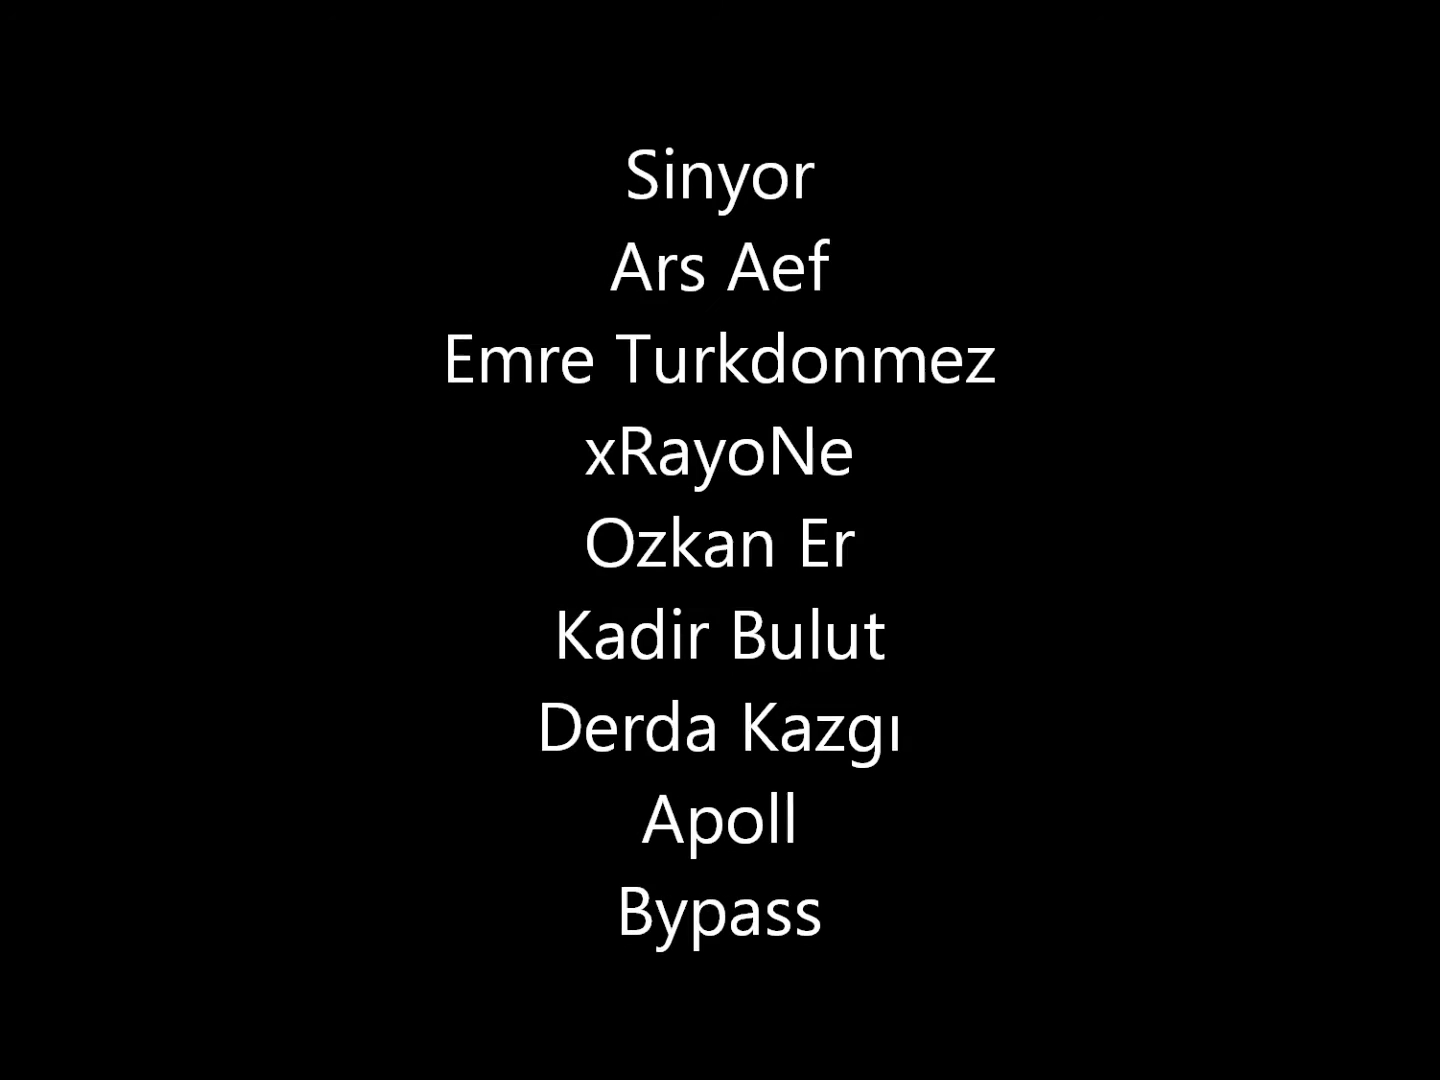 Sinyor
Ars Aef
Emre Turkdonmez
xRayoNe
Ozkan Er
Kadir Bulut
Derda Kazgı
Apoll
Bypass